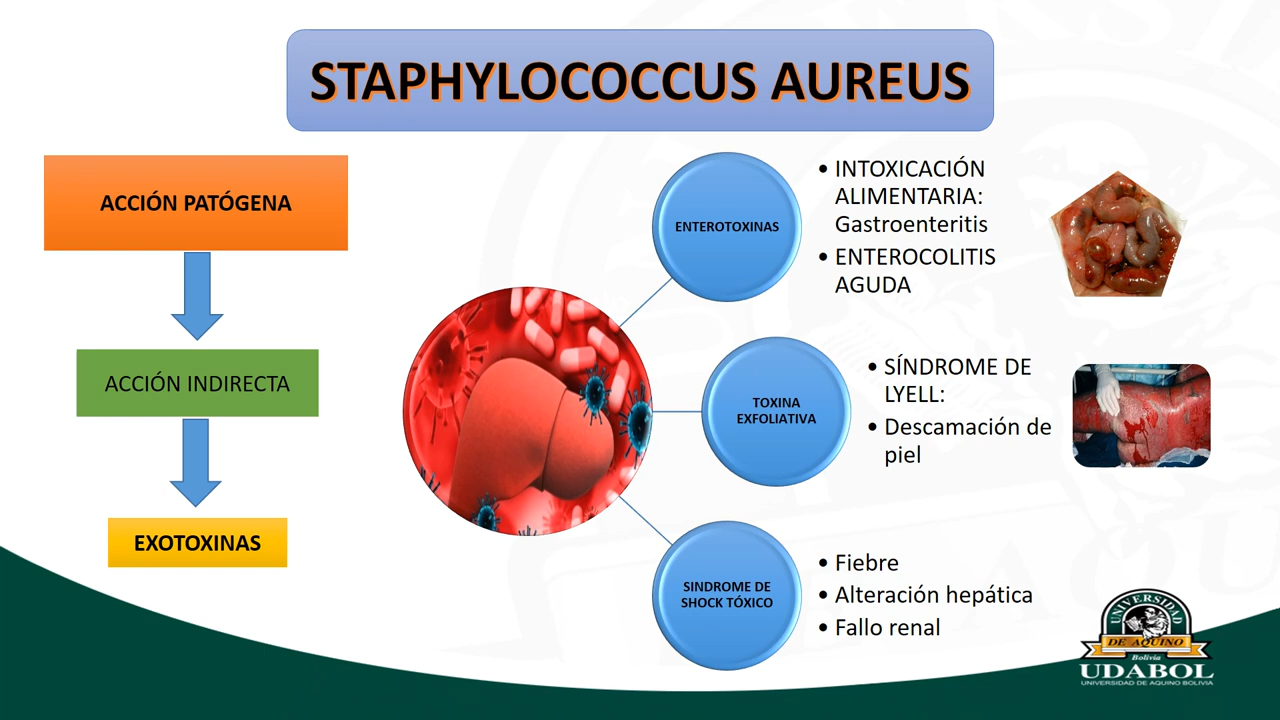 STAPHYLOCOCCUS AUREUS
ACCIÓN PATÓGENA
ACCIÓN INDIRECTA
EXOTOXINAS
ENTEROTOXINAS
• INTOXICACIÓN
ALIMENTARIA:
Gastroenteritis
• ENTEROCOLITIS
AGUDA
TOXINA
EXFOLIATIVA
• SÍNDROME DE
LYELL:
• Descamación de
piel
SINDROME DE
SHOCK TÓXICO
• Fiebre
• Alteración hepática
• Fallo renal
UNIVERSIDAD
DE AQUINO
Bolivia
UDABOL
UNIVERSIDAD DE AQUINO BOLIVIA